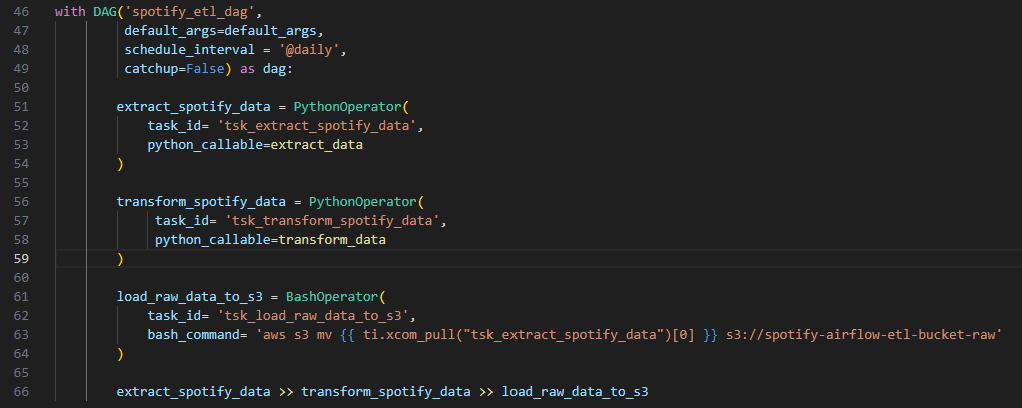 46 with DAG('spotify_etl_dag',
47          default_args=default_args,
48          schedule_interval = '@daily',
49          catchup=False) as dag:
50
51         extract_spotify_data = PythonOperator(
52             task_id= 'tsk_extract_spotify_data',
53             python_callable=extract_data
54         )
55
56         transform_spotify_data = PythonOperator(
57              task_id= 'tsk_transform_spotify_data',
58              python_callable=transform_data
59         )
60
61         load_raw_data_to_s3 = BashOperator(
62             task_id= 'tsk_load_raw_data_to_s3',
63             bash_command= 'aws s3 mv {{ ti.xcom_pull("tsk_extract_spotify_data")[0] }} s3://spotify-airflow-etl-bucket-raw'
64         )
65
66         extract_spotify_data >> transform_spotify_data >> load_raw_data_to_s3